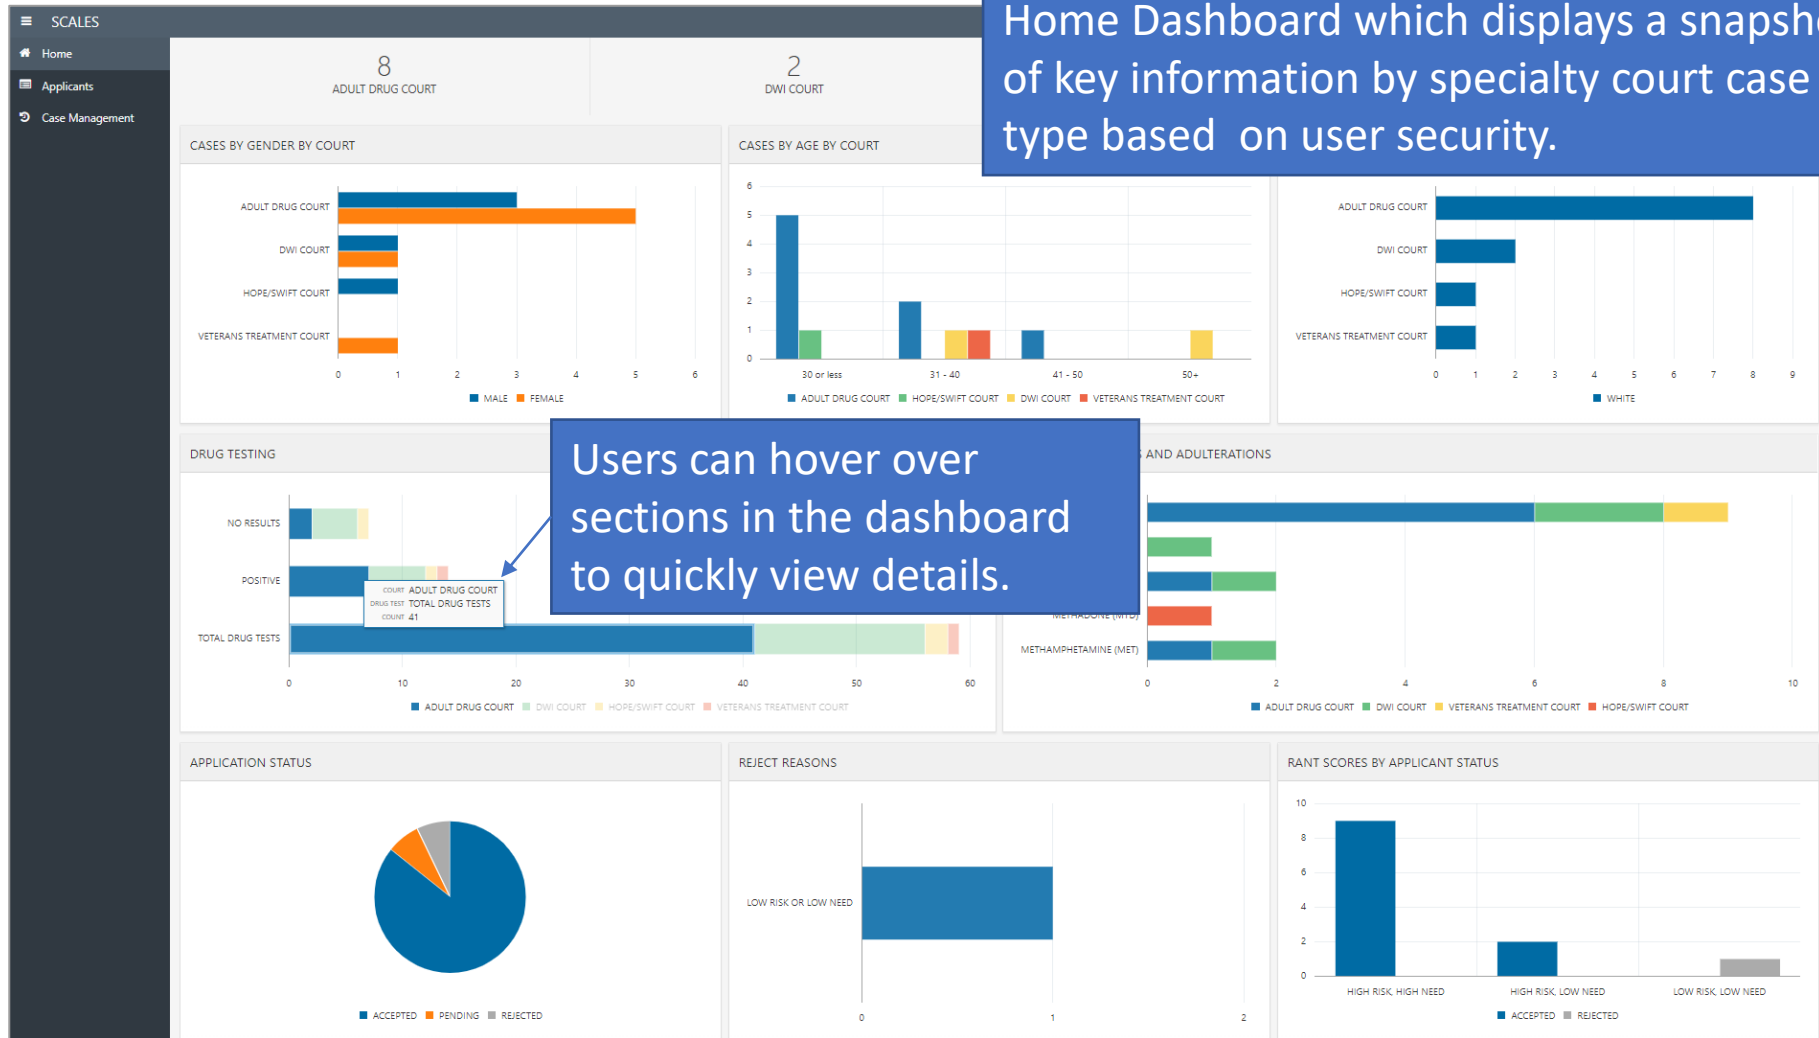 SCALES
Home
Applicants
Case Management
8
ADULT DRUG COURT
2
DWI COURT
Home Dashboard which displays a snapsho
of key information by specialty court case
type based on user security.
CASES BY GENDER BY COURT
ADULT DRUG COURT
DWI COURT
HOPE/SWIFT COURT
VETERANS TREATMENT COURT
0 1 2 3 4 5 6
MALE FEMALE
CASES BY AGE BY COURT
6
5
4
3
2
1
0
30 or less 31 - 40 41 - 50 50+
ADULT DRUG COURT HOPE/SWIFT COURT DWI COURT VETERANS TREATMENT COURT
ADULT DRUG COURT
DWI COURT
HOPE/SWIFT COURT
VETERANS TREATMENT COURT
0 1 2 3 4 5 6 7 8 9
WHITE
DRUG TESTING
NO RESULTS
POSITIVE
TOTAL DRUG TESTS
COURT ADULT DRUG COURT
DRUG TEST TOTAL DRUG TESTS
COUNT 41
0 10 20 30 40 50 60
ADULT DRUG COURT DWI COURT HOPE/SWIFT COURT VETERANS TREATMENT COURT
Users can hover over
sections in the dashboard
to quickly view details.
AND ADULTERATIONS
METHADONE (MTD)
METHAMPHETAMINE (MET)
0 2 4 6 8 10
ADULT DRUG COURT DWI COURT VETERANS TREATMENT COURT HOPE/SWIFT COURT
APPLICATION STATUS
ACCEPTED PENDING REJECTED
REJECT REASONS
LOW RISK OR LOW NEED
0 1 2
RANT SCORES BY APPLICANT STATUS
10
8
6
4
2
0
HIGH RISK, HIGH NEED HIGH RISK, LOW NEED LOW RISK, LOW NEED
ACCEPTED REJECTED